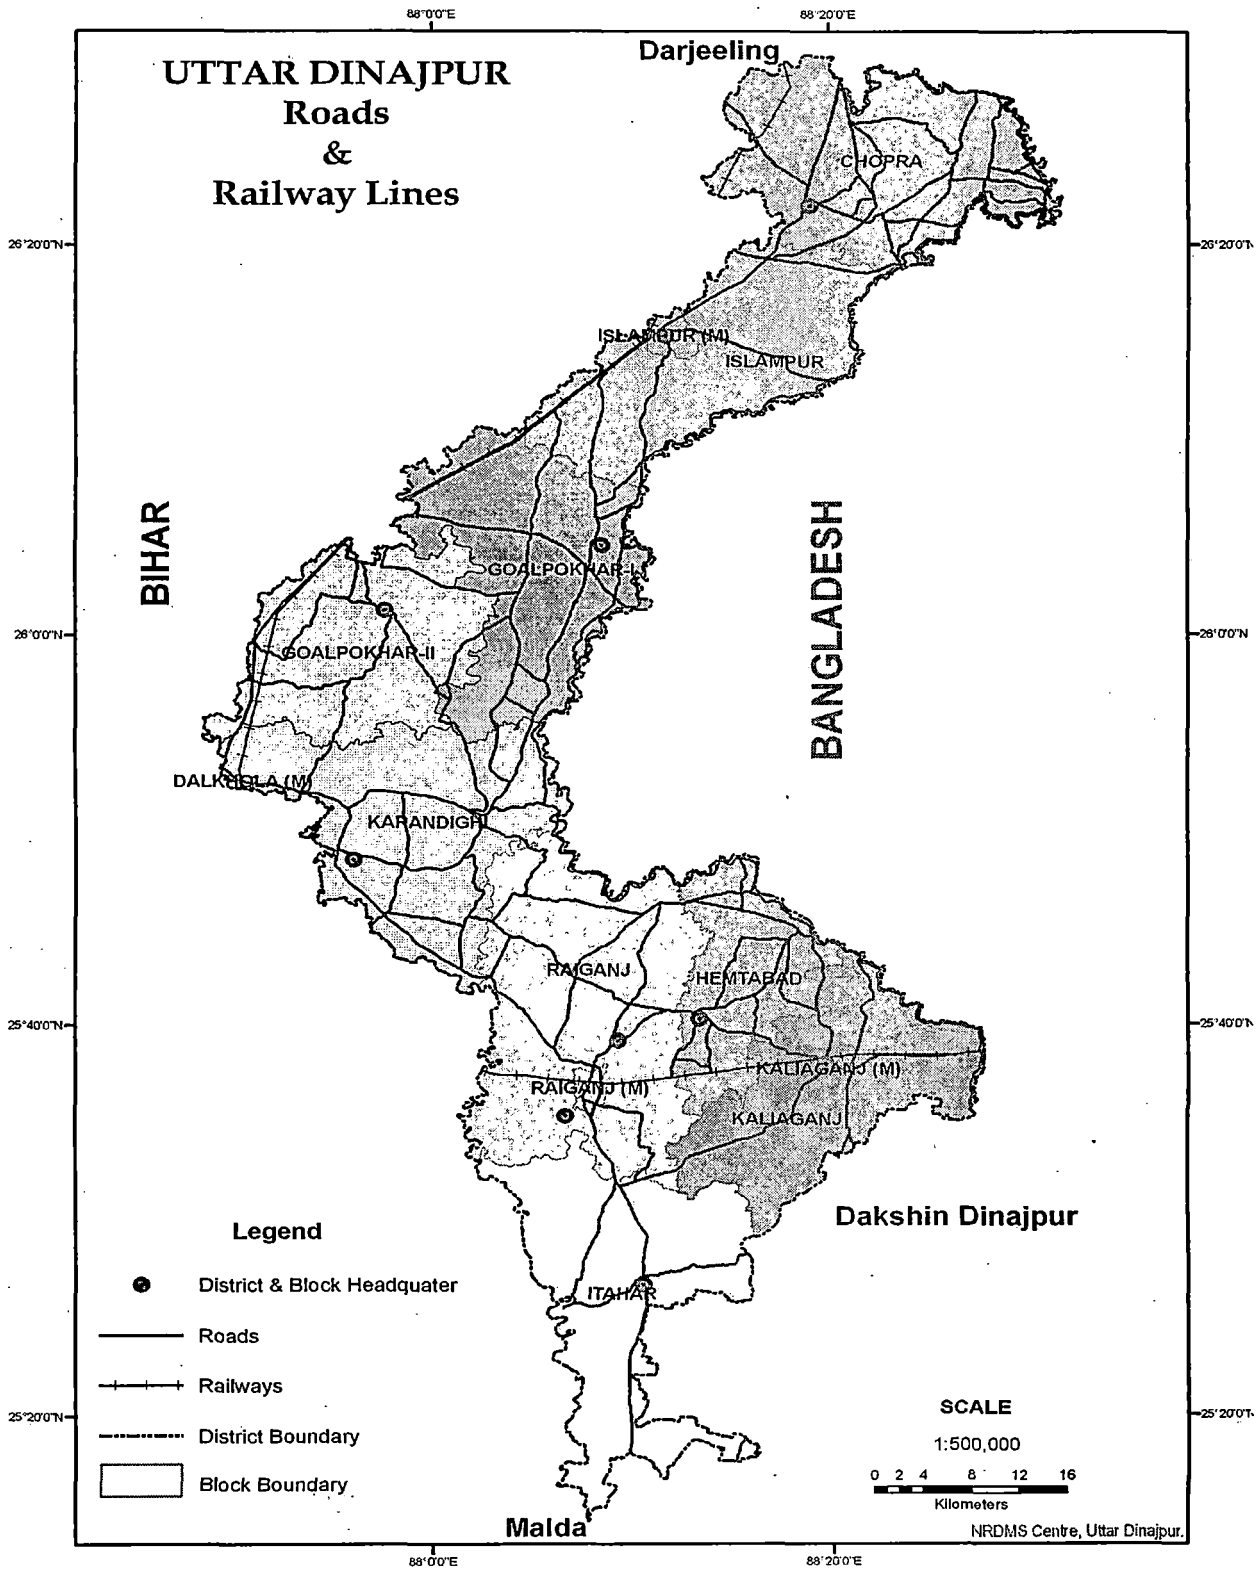 88°0'0"E
88°20'0"E
Darjeeling
UTTAR DINAJPUR
Roads
&
Railway Lines
CHOPRA
26°20'0"N
26°20'0"N
ISLAMPUR (M)
ISLAMPUR
BIHAR
BANGLADESH
GOALPOKHAR-I
26°0'0"N
26°0'0"N
GOALPOKHAR-II
DALKHOLA (M)
KARANDIGHI
RAIGANJ
HEMTABAD
25°40'0"N
25°40'0"N
KALIAGANJ (M)
RAIGANJ (M)
KALIAGANJ
Dakshin Dinajpur
Legend
District & Block Headquater
ITAHAR
Roads
Railways
SCALE
25°20'0"N
25°20'0"N
District Boundary
1:500,000
0 2 4 8 12 16
Kilometers
Block Boundary
Malda
NRDMS Centre, Uttar Dinajpur.
88°0'0"E
88°20'0"E